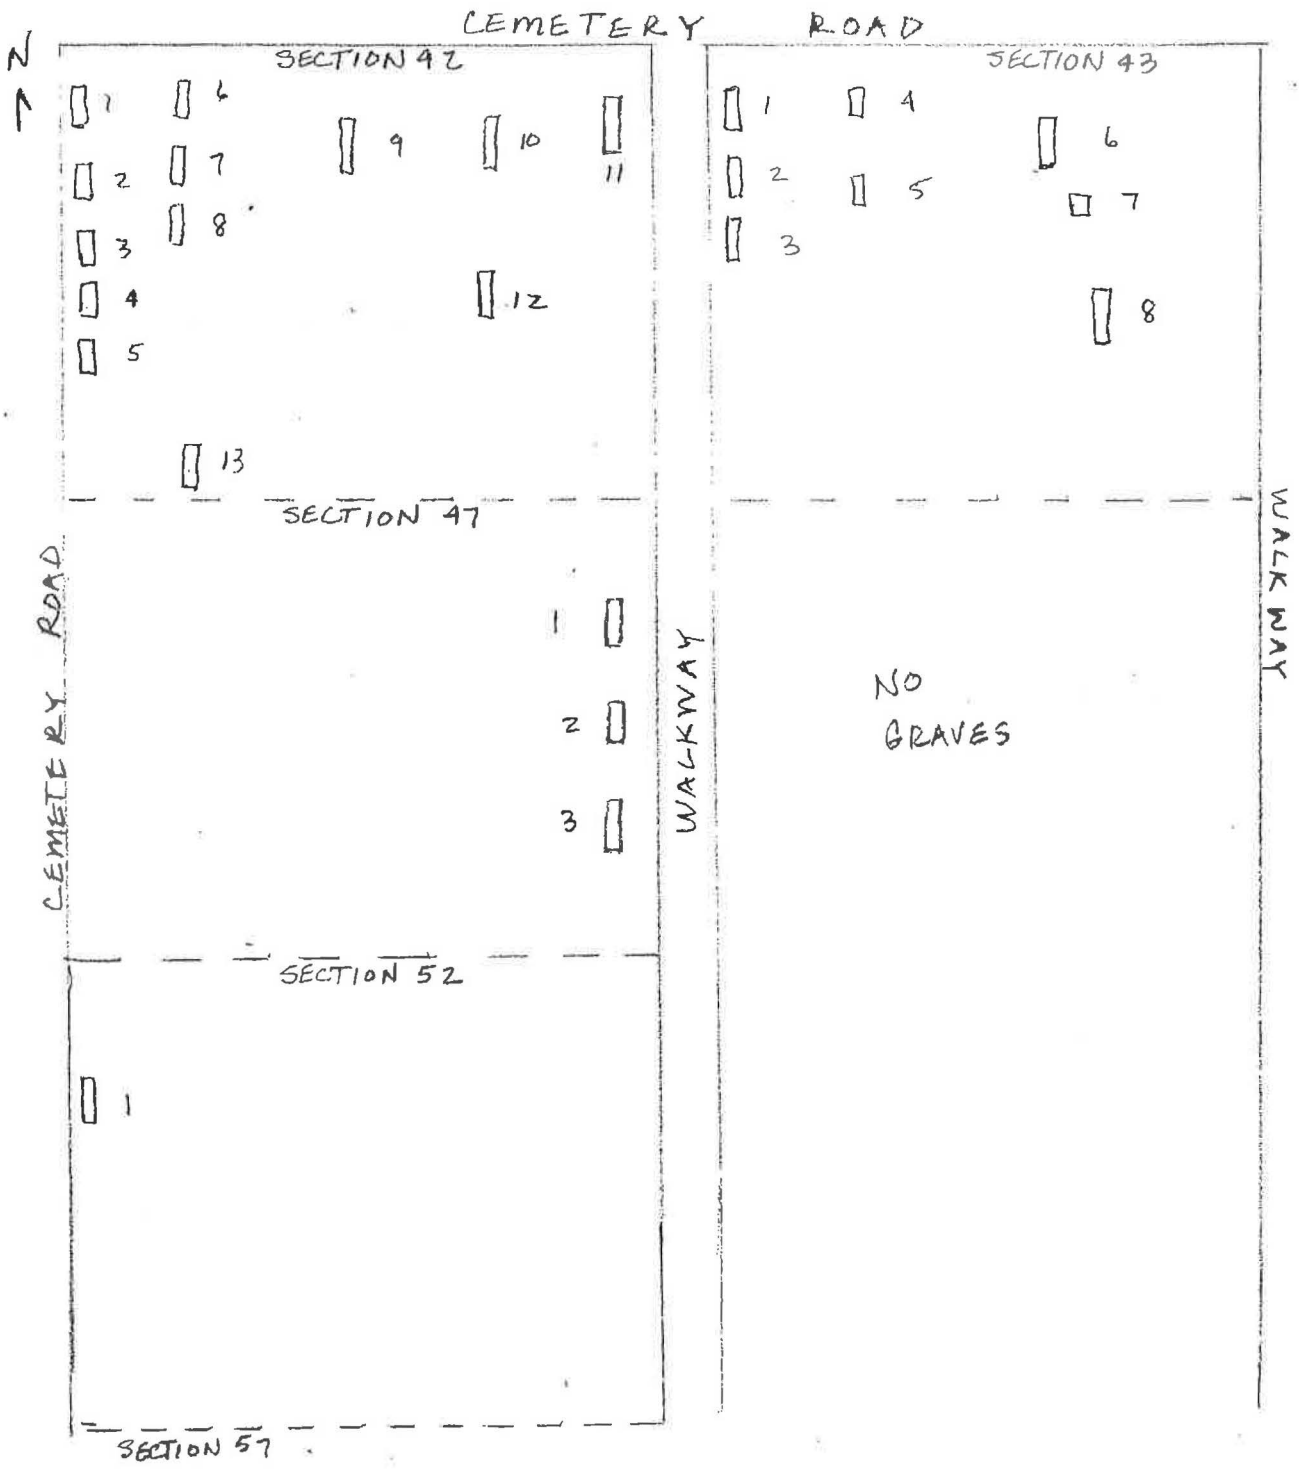 CEMETERY ROAD
N
SECTION 42
SECTION 43
1
6
9
10
11
2
7
3
8
4
12
5
13
1
4
6
2
5
7
3
8
SECTION 47
CEMETERY ROAD
1
2
3
WALKWAY
WALKWAY
NO
GRAVES
SECTION 52
1
SECTION 57